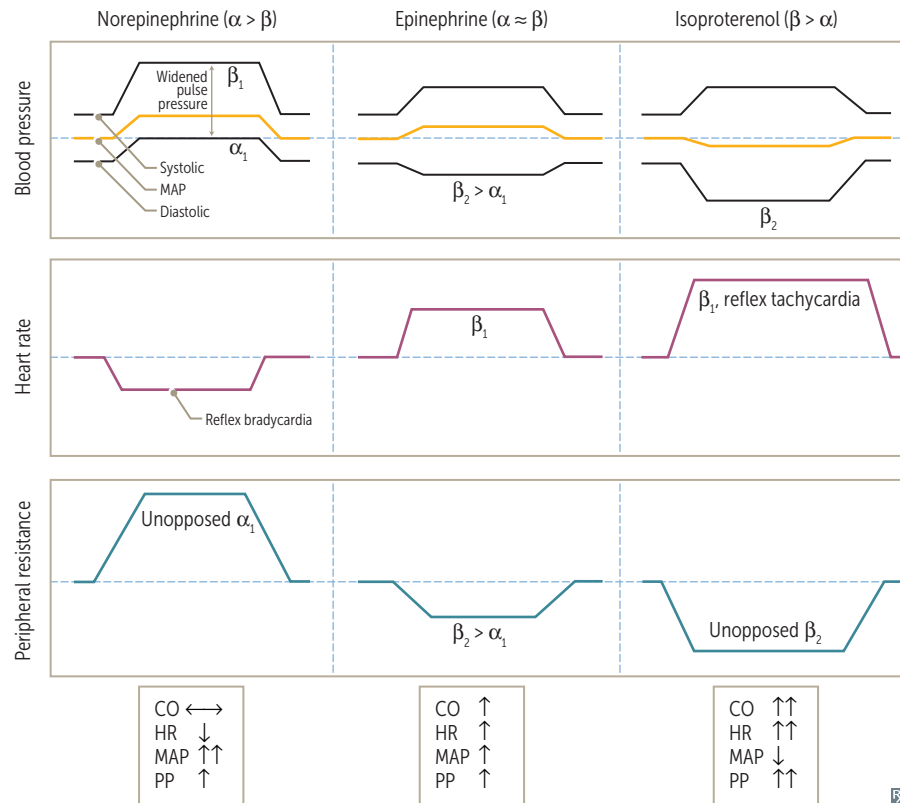 Norepinephrine (α > β)
Epinephrine (α ≈ β)
Isoproterenol (β > α)
Blood pressure
Widened
pulse
pressure
β₁
α₁
Systolic
MAP
Diastolic
β₂ > α₁
β₂
Heart rate
Reflex bradycardia
β₁
β₁, reflex tachycardia
Peripheral resistance
Unopposed α₁
β₂ > α₁
Unopposed β₂
CO ←→
HR ↓
MAP ↑↑
PP ↑
CO ↑
HR ↑
MAP ↑
PP ↑
CO ↑↑
HR ↑↑
MAP ↓
PP ↑↑